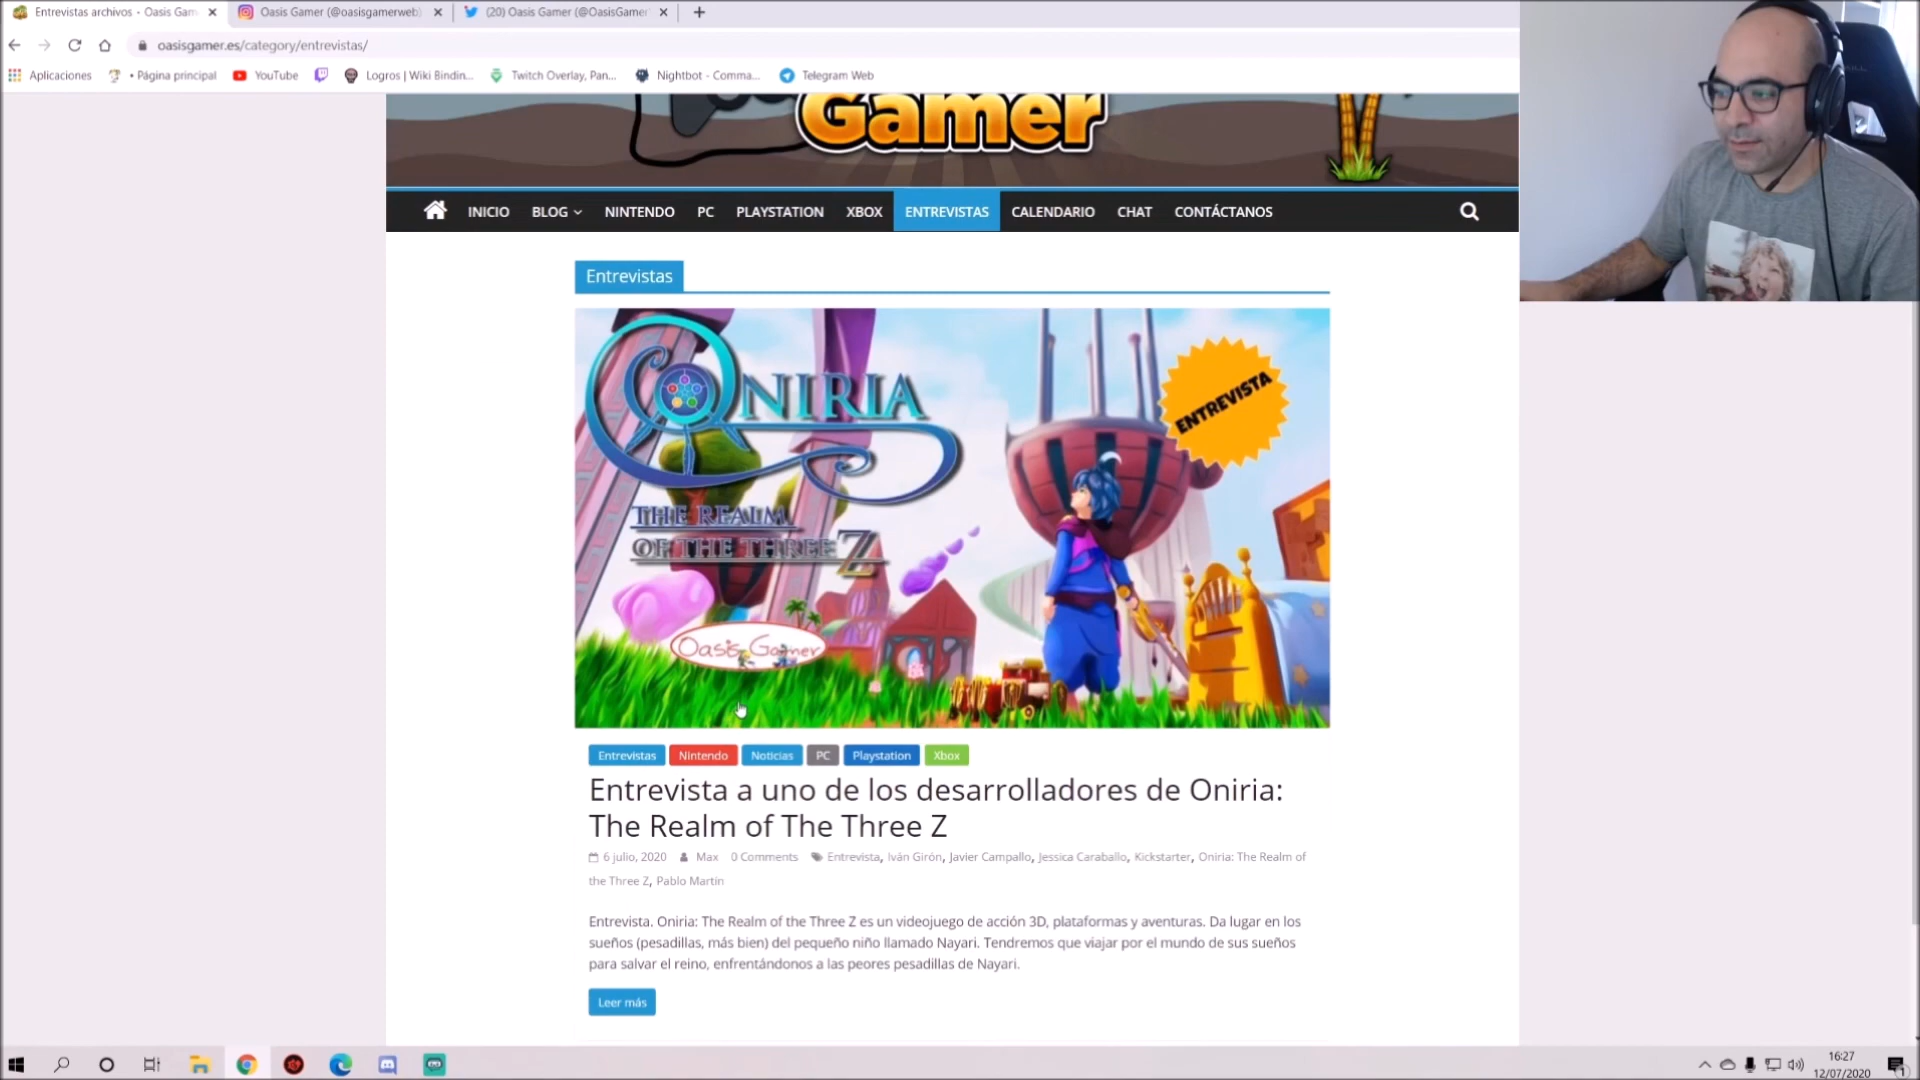 Entrevistas archivos - Oasis Gam
Oasis Gamer (@oasisgamerweb)
(20) Oasis Gamer (@OasisGamer
oasisgamer.es/category/entrevistas/
Aplicaciones
• Página principal
YouTube
Logros | Wiki Bindin...
Twitch Overlay, Pan...
Nightbot - Comma...
Telegram Web
Gamer
INICIO BLOG NINTENDO PC PLAYSTATION XBOX ENTREVISTAS CALENDARIO CHAT CONTÁCTANOS
Entrevistas
ONIRIA
THE REALM
OF THE THREE Z
ENTREVISTA
Oasis Gamer
Entrevistas Nintendo Noticias PC Playstation Xbox
Entrevista a uno de los desarrolladores de Oniria:
The Realm of The Three Z
6 julio, 2020 Max 0 Comments Entrevista, Iván Girón, Javier Campallo, Jessica Caraballo, Kickstarter, Oniria: The Realm of
the Three Z, Pablo Martin
Entrevista. Oniria: The Realm of the Three Z es un videojuego de acción 3D, plataformas y aventuras. Da lugar en los
sueños (pesadillas, más bien) del pequeño niño llamado Nayari. Tendremos que viajar por el mundo de sus sueños
para salvar el reino, enfrentándonos a las peores pesadillas de Nayari.
Leer más
16:27
12/07/2020
1